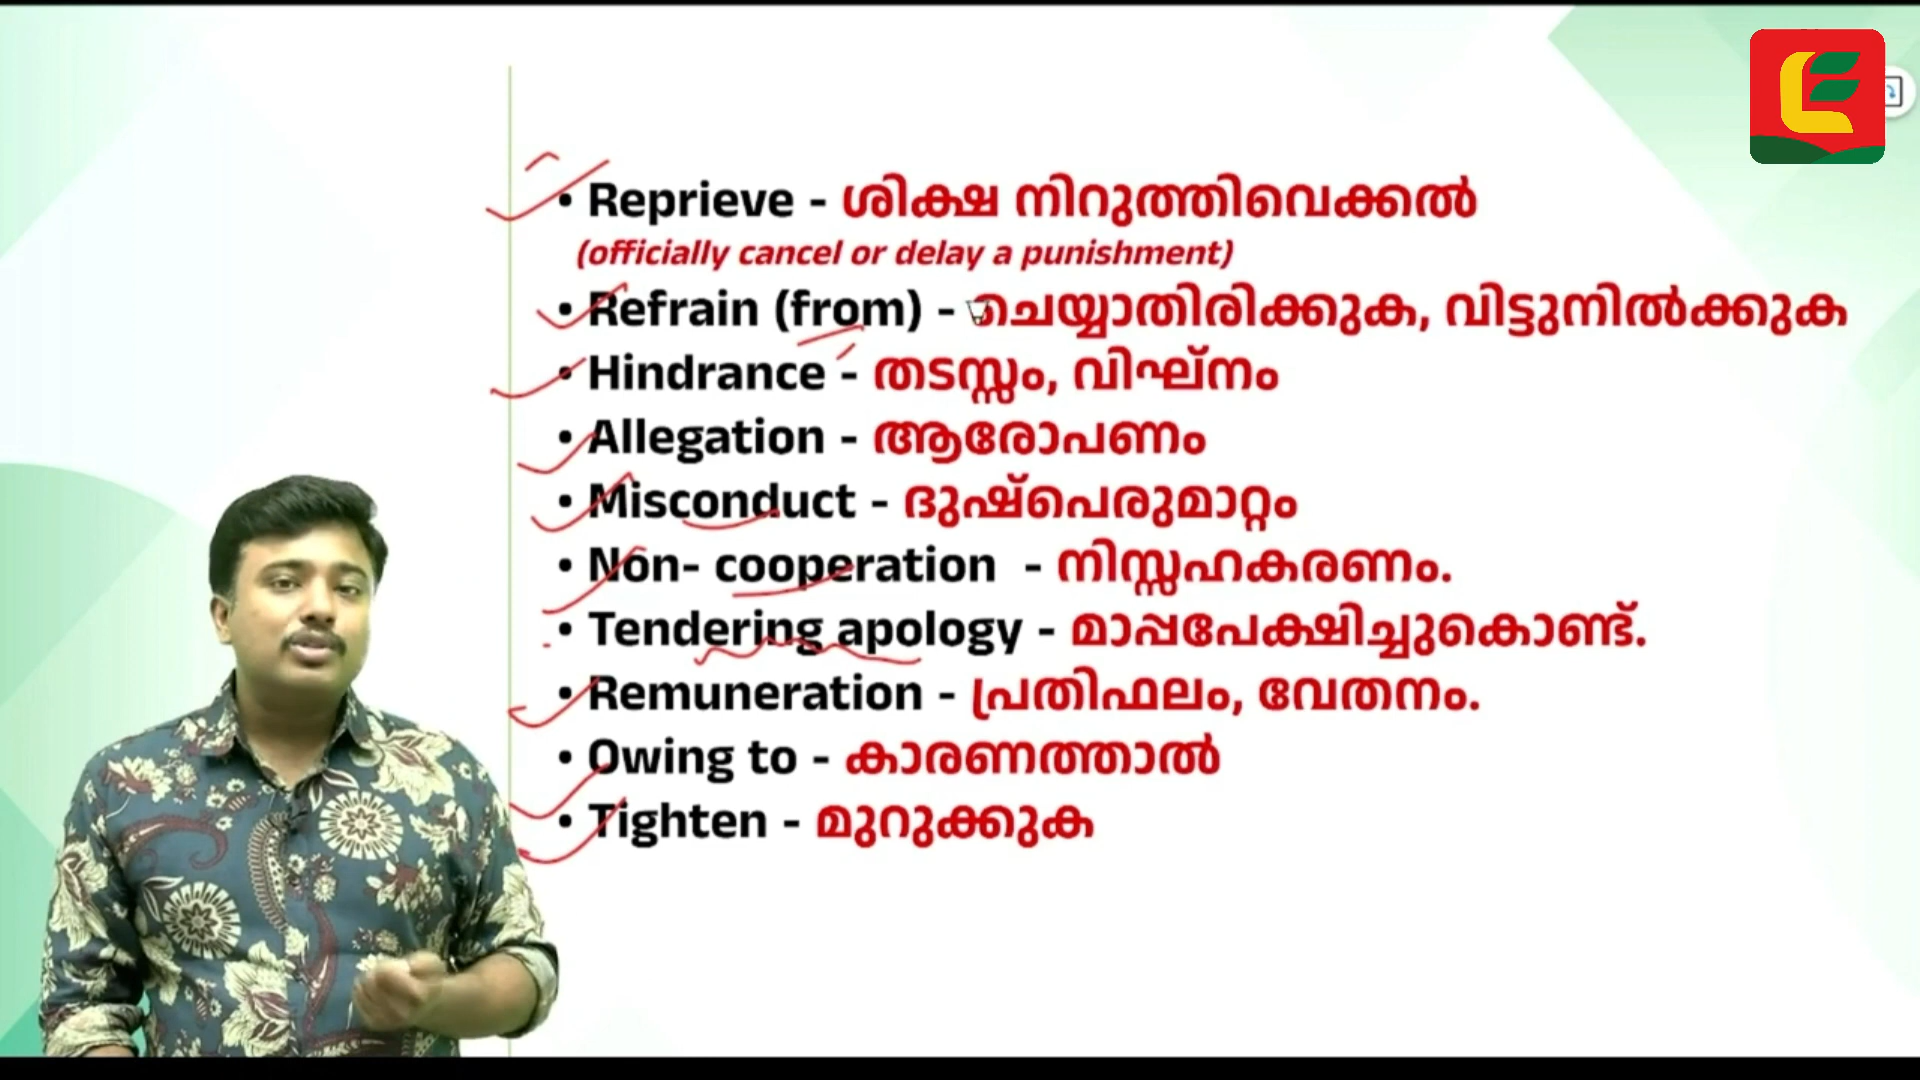 • Reprieve - ശിക്ഷ നിറുത്തിവെക്കൽ
(officially cancel or delay a punishment)
• Refrain (from) - ചെയ്യാതിരിക്കുക, വിട്ടുനിൽക്കുക
• Hindrance - തടസ്സം, വിഘ്നം
• Allegation - ആരോപണം
• Misconduct - ദുഷ്പെരുമാറ്റം
• Non- cooperation - നിസ്സഹകരണം.
• Tendering apology - മാപ്പപേക്ഷിച്ചുകൊണ്ട്.
• Remuneration - പ്രതിഫലം, വേതനം.
• Owing to - കാരണത്താൽ
• Tighten - മുറുക്കുക